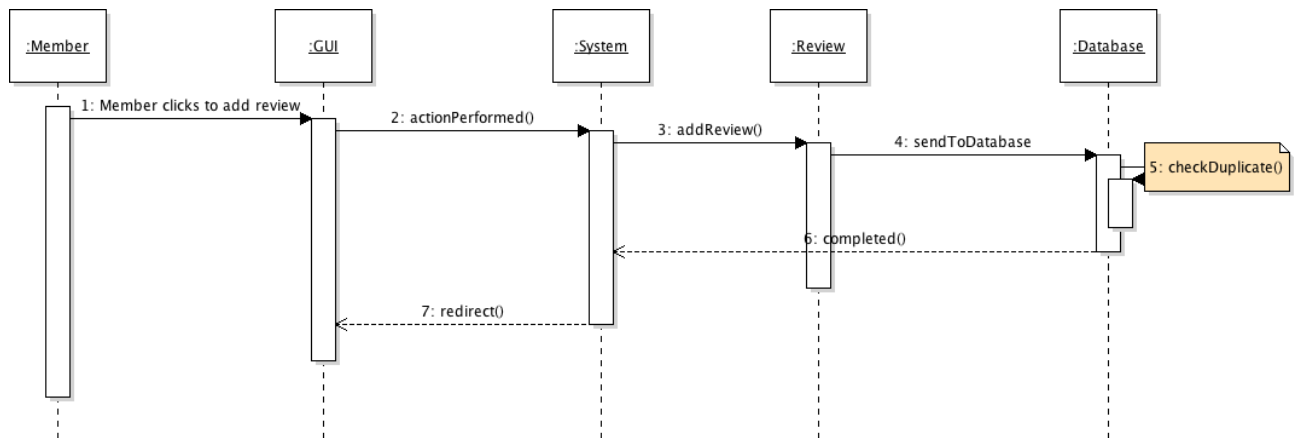 :Member
:GUI
:System
:Review
:Database
1: Member clicks to add review
2: actionPerformed()
3: addReview()
4: sendToDatabase
5: checkDuplicate()
6: completed()
7: redirect()